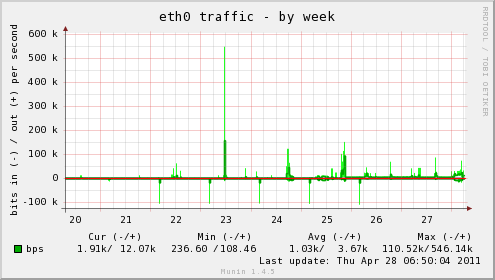 eth0 traffic - by week
bits in (-) / out (+) per second
600 k
500 k
400 k
300 k
200 k
100 k
0
-100 k
20 21 22 23 24 25 26 27
Cur (-/+) Min (-/+) Avg (-/+) Max (-/+)
bps 1.91k/ 12.07k 236.60 /108.46 1.03k/ 3.67k 110.52k/546.14k
Last update: Thu Apr 28 06:50:04 2011
Munin 1.4.5
RRDTOOL / TOBI OETIKER